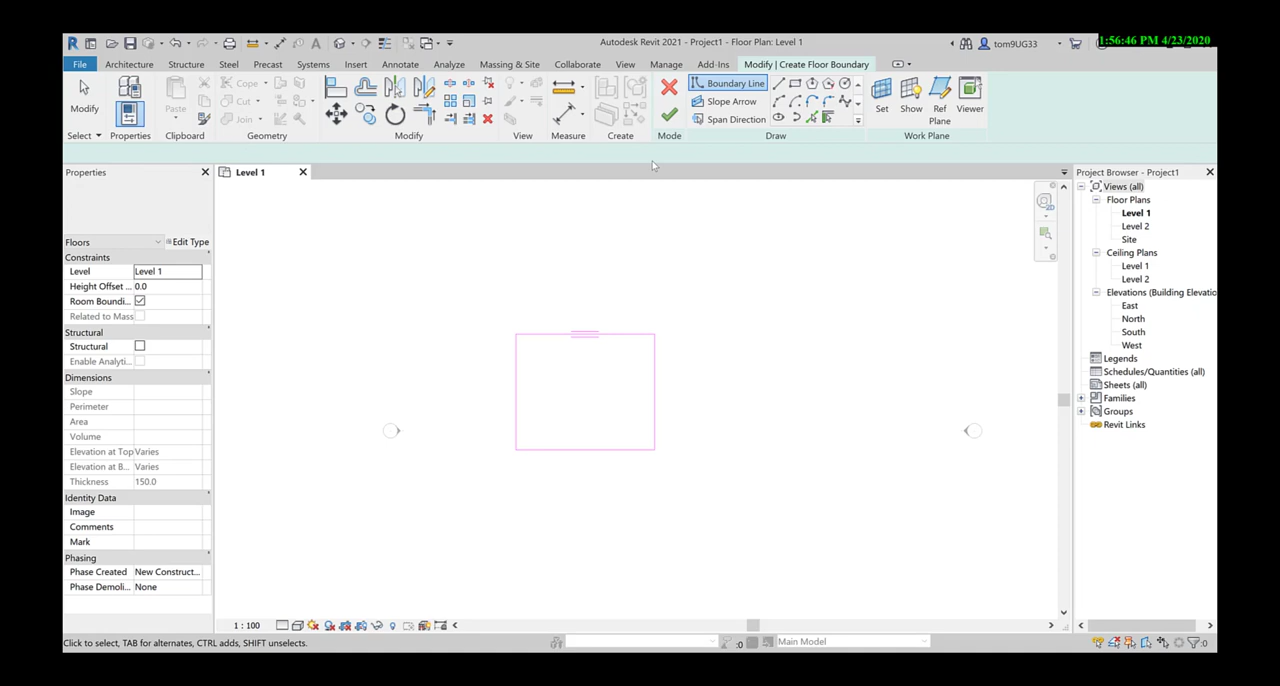 Autodesk Revit 2021 - Project1 - Floor Plan: Level 1
tom9UG33
1:56:46 PM 4/23/2020
File Architecture Structure Steel Precast Systems Insert Annotate Analyze Massing & Site Collaborate View Manage Add-Ins Modify | Create Floor Boundary
Modify
Paste
Cope
Cut
Join
Boundary Line
Slope Arrow
Span Direction
Set Show Ref Plane Viewer
Select Properties Clipboard Geometry Modify View Measure Create Mode Draw Work Plane
Properties
Level 1
Project Browser - Project1
Floors Edit Type
Constraints
Level Level 1
Height Offset ... 0.0
Room Boundi...
Related to Mass
Structural
Structural
Enable Analyti...
Dimensions
Slope
Perimeter
Area
Volume
Elevation at Top Varies
Elevation at B... Varies
Thickness 150.0
Identity Data
Image
Comments
Mark
Phasing
Phase Created New Construct...
Phase Demoli... None
2D
Views (all)
Floor Plans
Level 1
Level 2
Site
Ceiling Plans
Level 1
Level 2
Elevations (Building Elevatio
East
North
South
West
Legends
Schedules/Quantities (all)
Sheets (all)
Families
Groups
Revit Links
1 : 100
Click to select, TAB for alternates, CTRL adds, SHIFT unselects.
:0
Main Model
:0